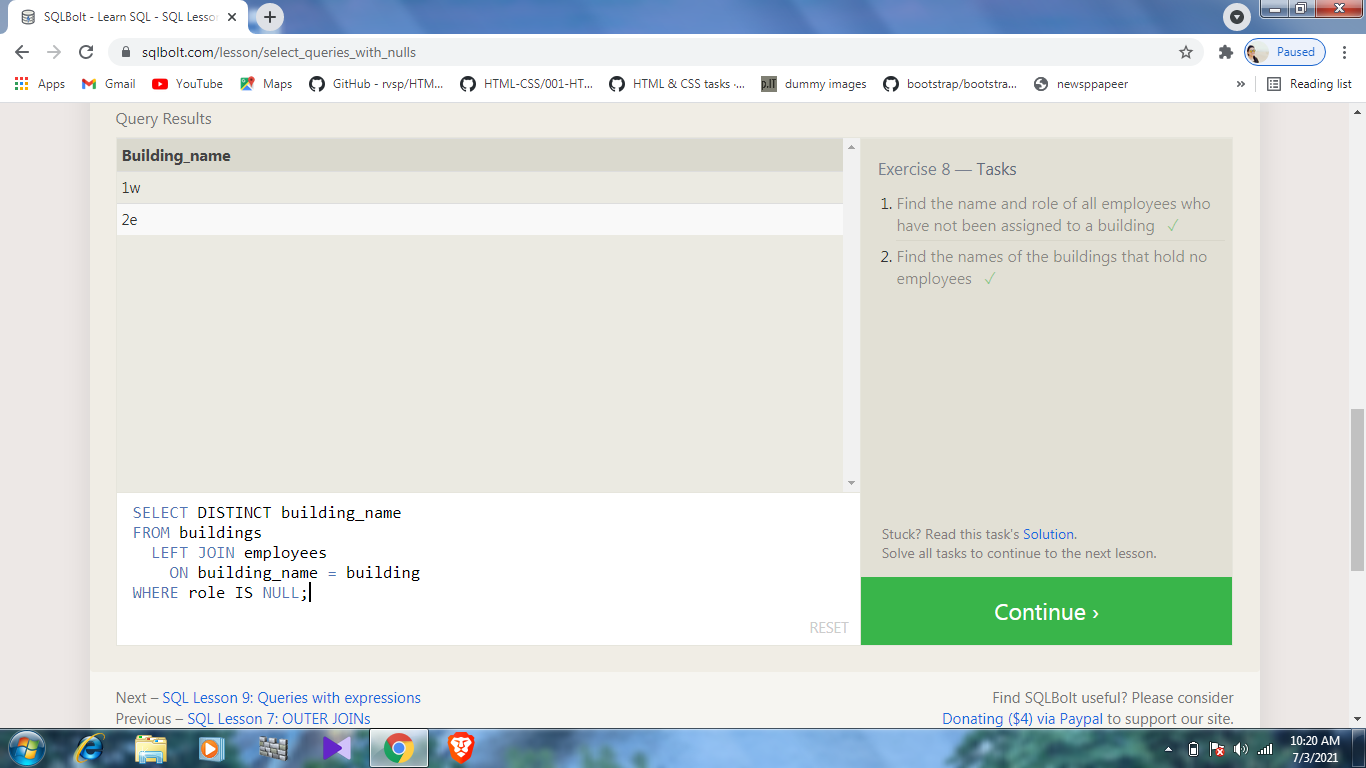 SQLBolt - Learn SQL - SQL Lesson
sqlbolt.com/lesson/select_queries_with_nulls
Paused
Apps
Gmail
YouTube
Maps
GitHub - rvsp/HTM...
HTML-CSS/001-HT...
HTML & CSS tasks -...
p.IT
dummy images
bootstrap/bootstra...
newsppapeer
»
Reading list
Query Results
Building_name
1w
2e
Exercise 8 — Tasks
1. Find the name and role of all employees who
have not been assigned to a building ✓
2. Find the names of the buildings that hold no
employees ✓
SELECT DISTINCT building_name
FROM buildings
LEFT JOIN employees
ON building_name = building
WHERE role IS NULL;
RESET
Stuck? Read this task's Solution.
Solve all tasks to continue to the next lesson.
Continue ›
Next – SQL Lesson 9: Queries with expressions
Previous – SQL Lesson 7: OUTER JOINs
Find SQLBolt useful? Please consider
Donating ($4) via Paypal to support our site.
10:20 AM
7/3/2021